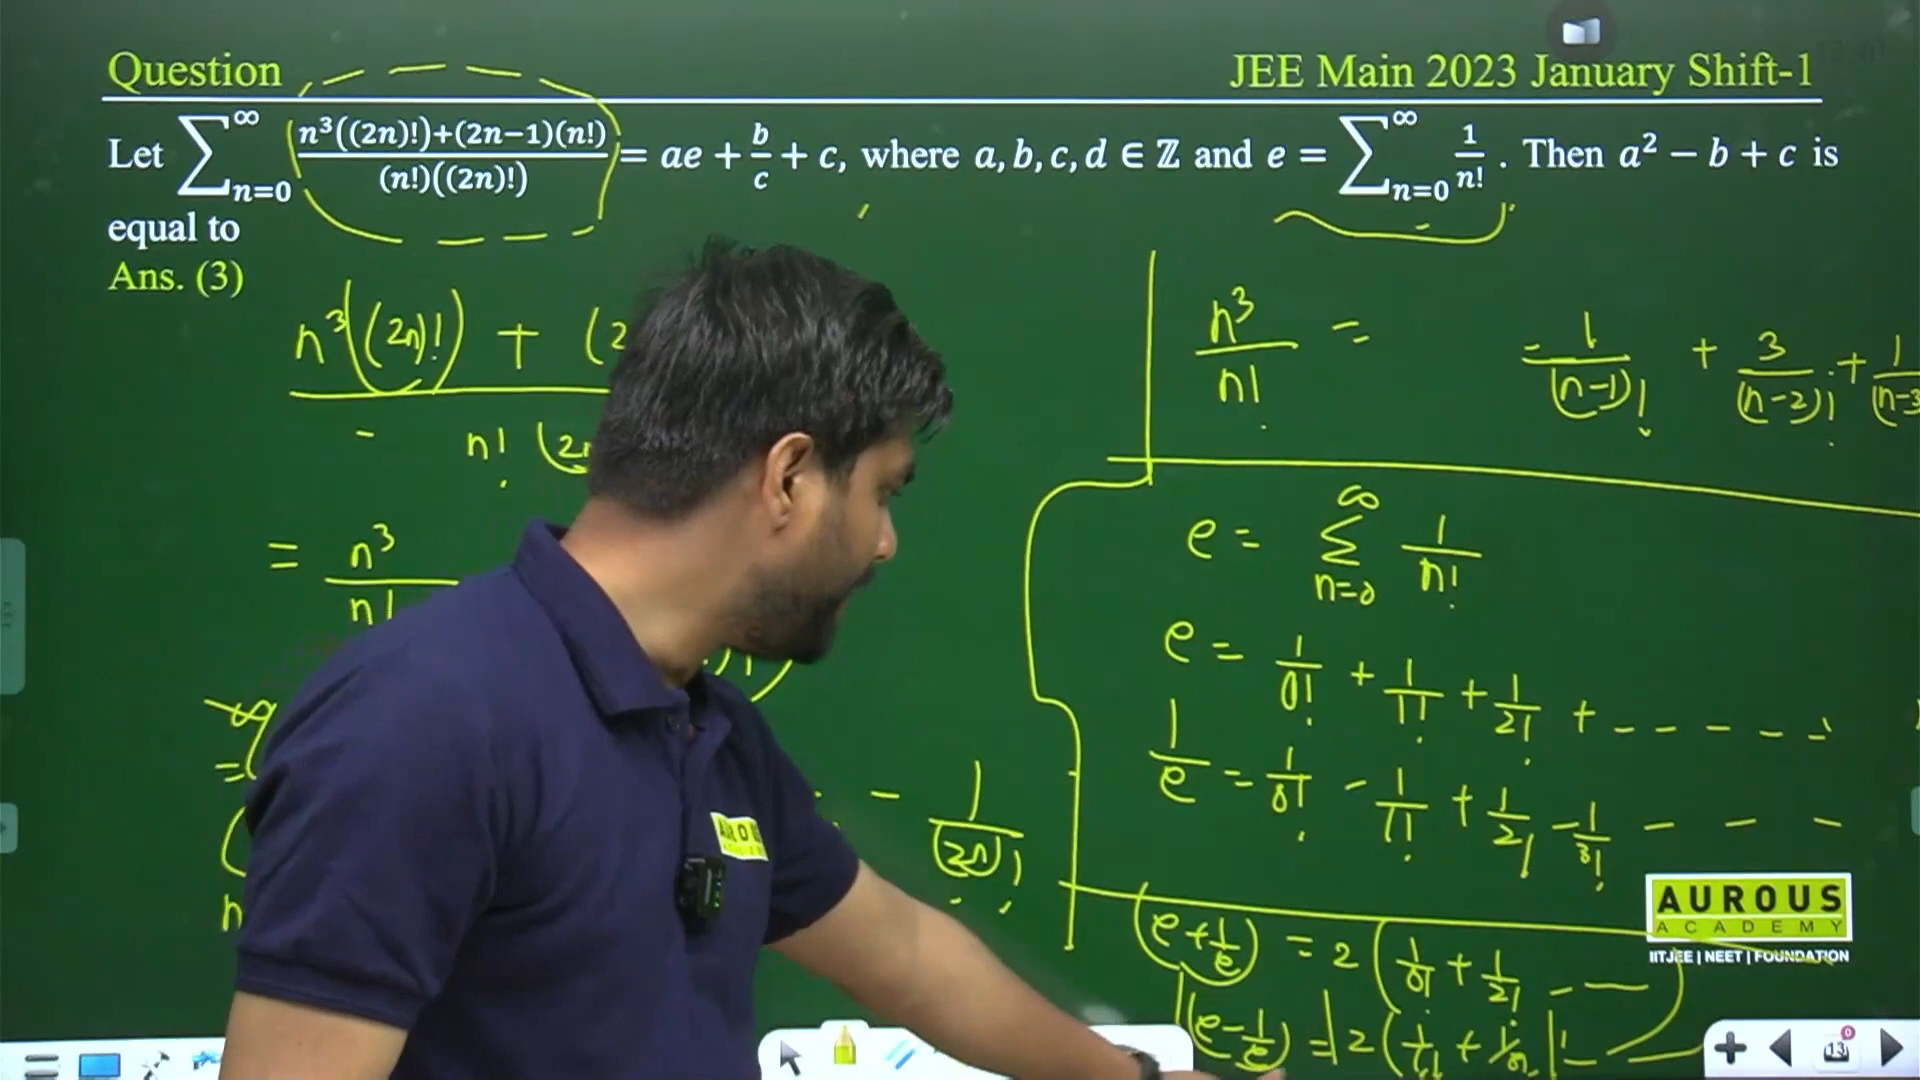 Question
JEE Main 2023 January Shift-1
Let ∑_{n=0}^{∞} (n³((2n)!)+(2n−1)(n!))/((n!)((2n)!)) = ae + b/c + c, where a, b, c, d ∈ ℤ and e = ∑_{n=0}^{∞} 1/n! . Then a² − b + c is
equal to
Ans. (3)
n³((2n)!) + (2
n! (2n
= n³/n!
n³/n! = - 1/(n-1)! + 3/(n-2)! + 1/(n-3
e = ∑_{n=0}^{∞} 1/n!
e = 1/0! + 1/1! + 1/2! + - - - - -
1/e = 1/0! - 1/1! + 1/2! - 1/3! - - -
- 1/(2n)!
n
(e + 1/e) = 2 (1/0! + 1/2! - - - )
(e - 1/e) = 2 (1/1! +
AUROUS
AUROUS
ACADEMY
IITJEE | NEET | FOUNDATION
13